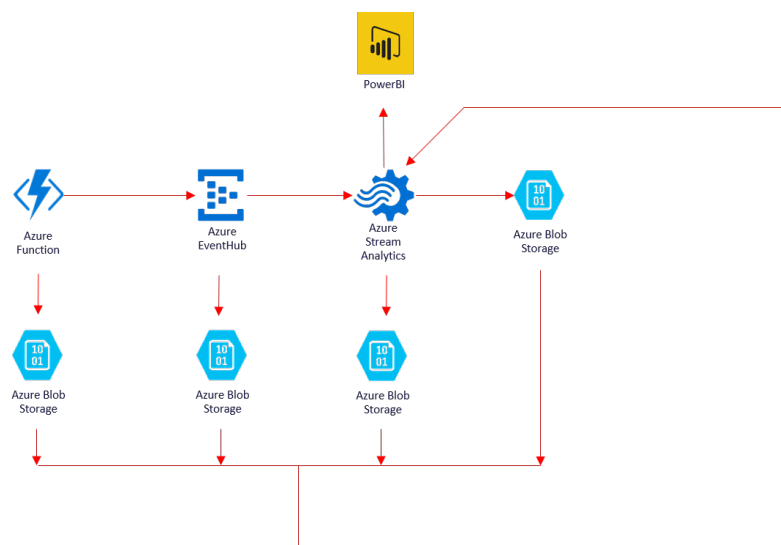 PowerBI
Azure
Function
Azure
EventHub
Azure
Stream
Analytics
10
01
Azure Blob
Storage
10
01
Azure Blob
Storage
10
01
Azure Blob
Storage
10
01
Azure Blob
Storage